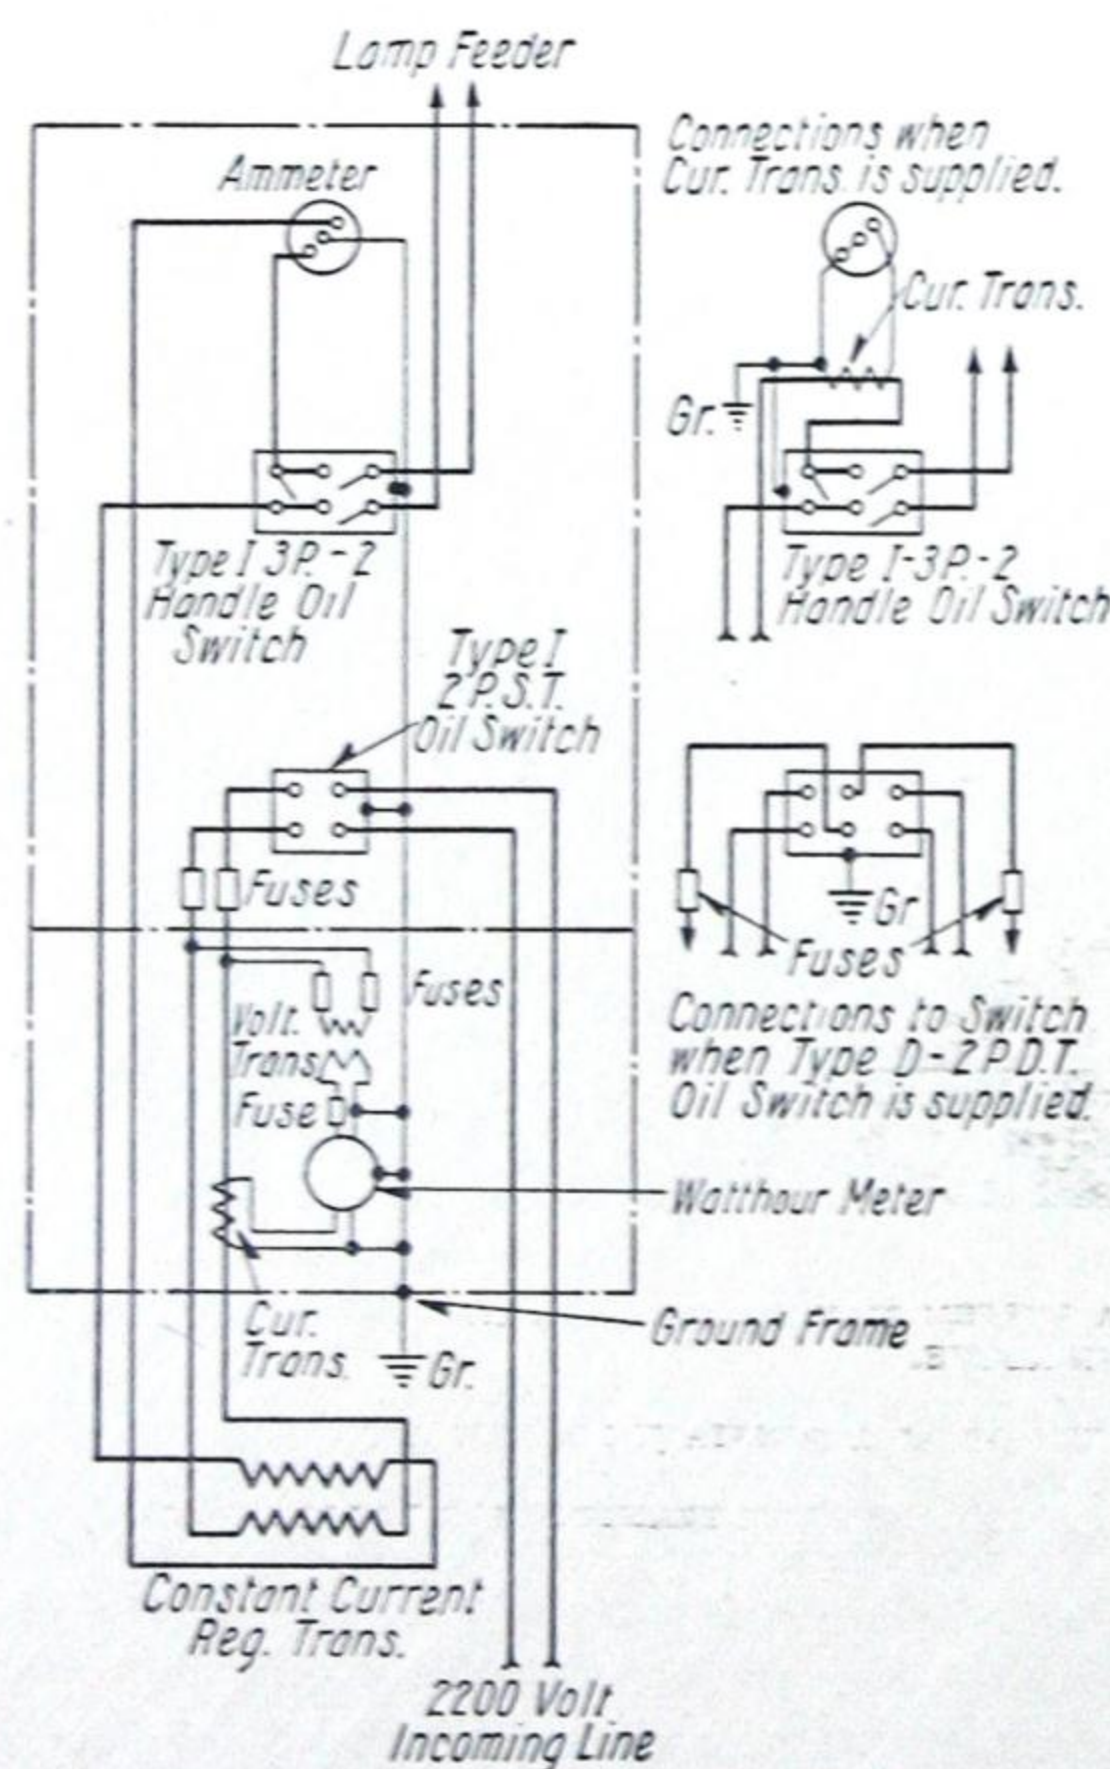 Lamp Feeder
Ammeter
Connections when
Cur. Trans. is supplied.
Cur. Trans.
Gr.
Type I 3P.-2
Handle Oil
Switch
Type I-3P.-2
Handle Oil Switch
Type I
2P.S.T.
Oil Switch
Fuses
Gr
Fuses
Fuses
Volt.
Trans
Fuse
Connections to Switch
when Type D-2P.D.T.
Oil Switch is supplied.
Watthour Meter
Ground Frame
Cur.
Trans.
Gr.
Constant Current
Reg. Trans.
2200 Volt
Incoming Line